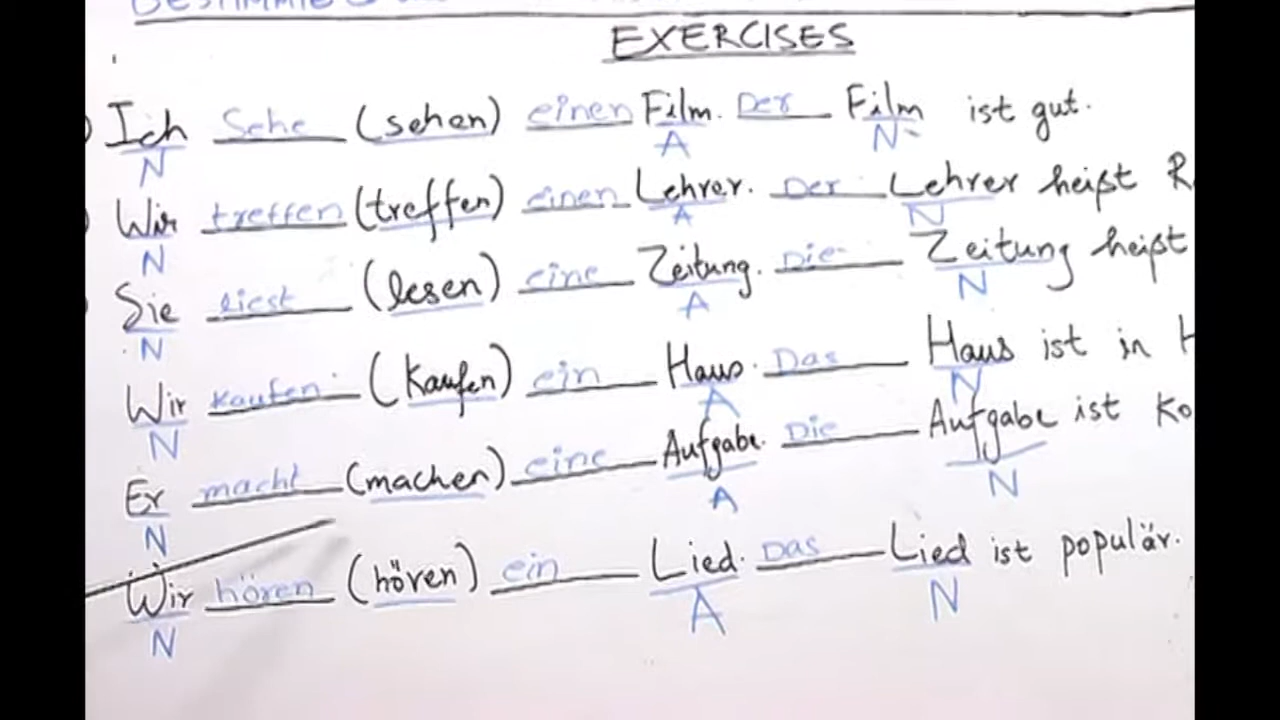 EXERCISES
Ich sehe (sehen) einen Film. Der Film ist gut.
N A N
Wir treffen (treffen) einen Lehrer. Der Lehrer heißt
N A N
Sie liest (lesen) eine Zeitung. Die Zeitung heißt
N A N
Wir kaufen (kaufen) ein Haus. Das Haus ist in
N A N
Er macht (machen) eine Aufgabe. Die Aufgabe ist
N A N
Wir hören (hören) ein Lied. Das Lied ist populär.
N A N